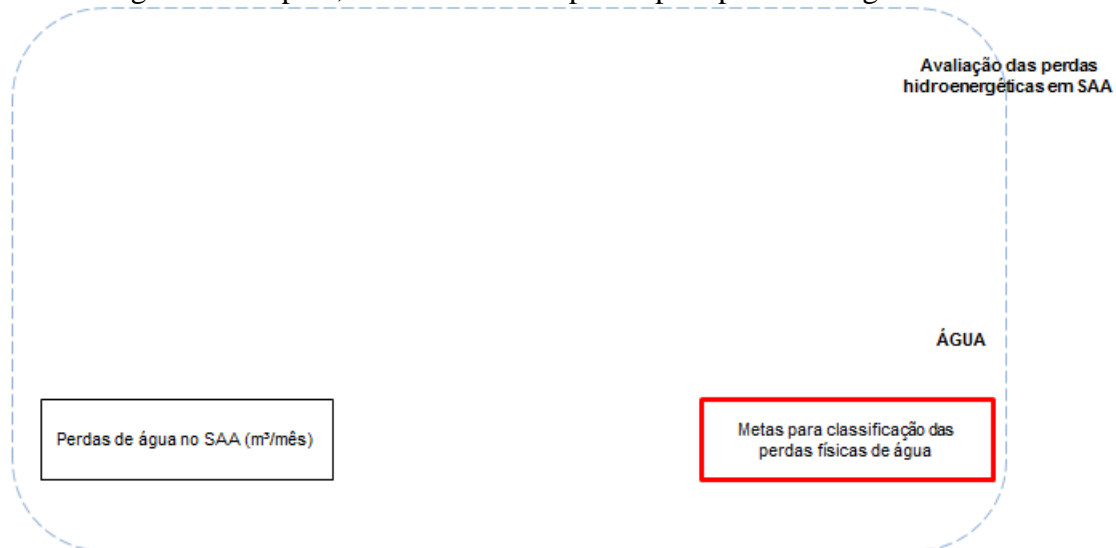 Avaliação das perdas
hidroenergéticas em SAA
ÁGUA
Perdas de água no SAA (m³/mês)
Metas para classificação das
perdas físicas de água